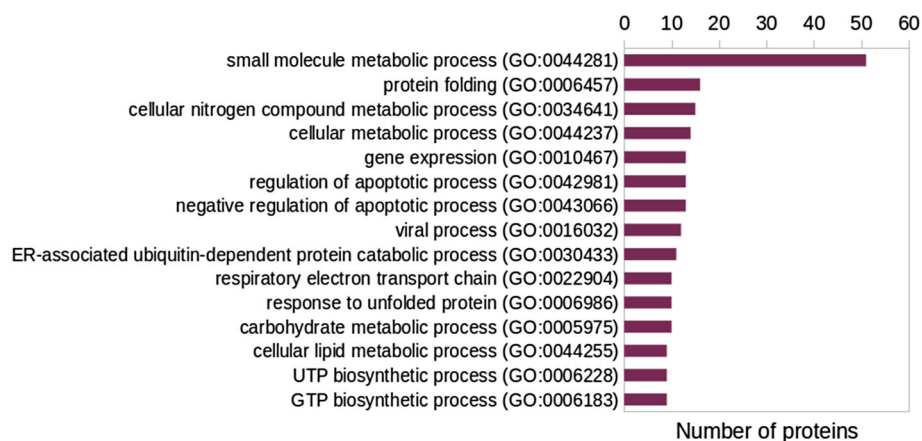 0 10 20 30 40 50 60
small molecule metabolic process (GO:0044281)
protein folding (GO:0006457)
cellular nitrogen compound metabolic process (GO:0034641)
cellular metabolic process (GO:0044237)
gene expression (GO:0010467)
regulation of apoptotic process (GO:0042981)
negative regulation of apoptotic process (GO:0043066)
viral process (GO:0016032)
ER-associated ubiquitin-dependent protein catabolic process (GO:0030433)
respiratory electron transport chain (GO:0022904)
response to unfolded protein (GO:0006986)
carbohydrate metabolic process (GO:0005975)
cellular lipid metabolic process (GO:0044255)
UTP biosynthetic process (GO:0006228)
GTP biosynthetic process (GO:0006183)
Number of proteins